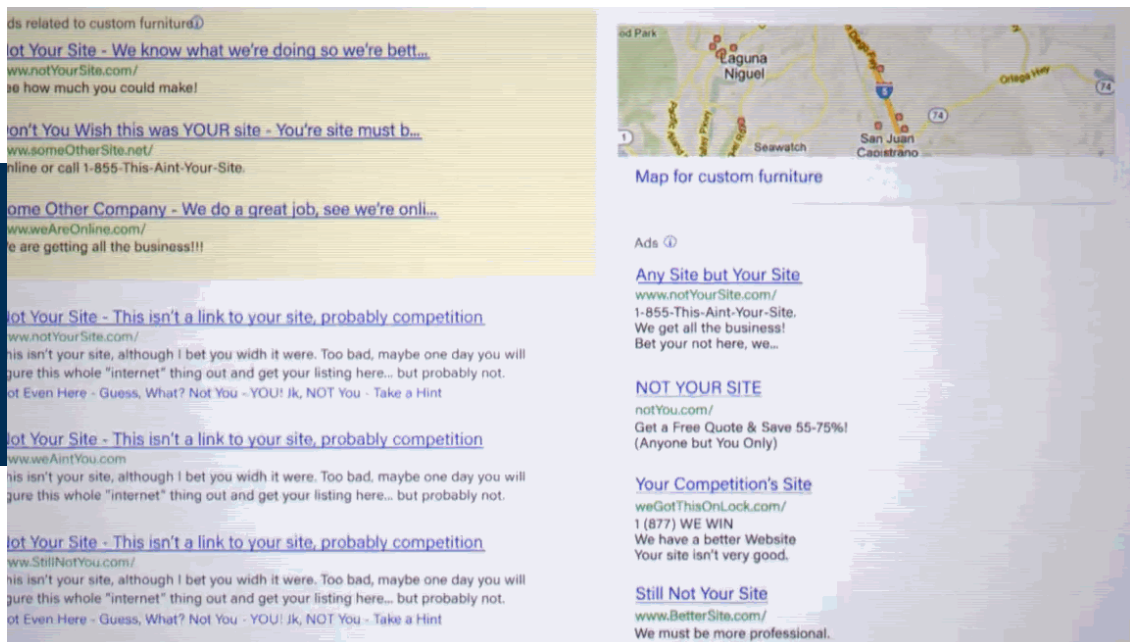 ds related to custom furniture
ot Your Site - We know what we're doing so we're bett...
ww.notYourSite.com/
ee how much you could make!
on't You Wish this was YOUR site - You're site must b...
ww.someOtherSite.net/
nline or call 1-855-This-Aint-Your-Site.
ome Other Company - We do a great job, see we're onli...
ww.weAreOnline.com/
e are getting all the business!!!
Not Your Site - This isn't a link to your site, probably competition
ww.notYourSite.com/
his isn't your site, although I bet you widh it were. Too bad, maybe one day you will
gure this whole "internet" thing out and get your listing here... but probably not.
ot Even Here - Guess, What? Not You - YOU! Jk, NOT You - Take a Hint
Not Your Site - This isn't a link to your site, probably competition
ww.weAintYou.com
his isn't your site, although I bet you widh it were. Too bad, maybe one day you will
gure this whole "internet" thing out and get your listing here... but probably not.
Not Your Site - This isn't a link to your site, probably competition
ww.StillNotYou.com/
his isn't your site, although I bet you widh it were. Too bad, maybe one day you will
gure this whole "internet" thing out and get your listing here... but probably not.
ot Even Here - Guess, What? Not You - YOU! Jk, NOT You - Take a Hint
od Park
Laguna
Niguel
Ortega Hwy
74
5
74
1
Seawatch
San Juan
Capistrano
Map for custom furniture
Ads
Any Site but Your Site
www.notYourSite.com/
1-855-This-Aint-Your-Site.
We get all the business!
Bet your not here, we...
NOT YOUR SITE
notYou.com/
Get a Free Quote & Save 55-75%!
(Anyone but You Only)
Your Competition's Site
weGotThisOnLock.com/
1 (877) WE WIN
We have a better Website
Your site isn't very good.
Still Not Your Site
www.BetterSite.com/
We must be more professional.